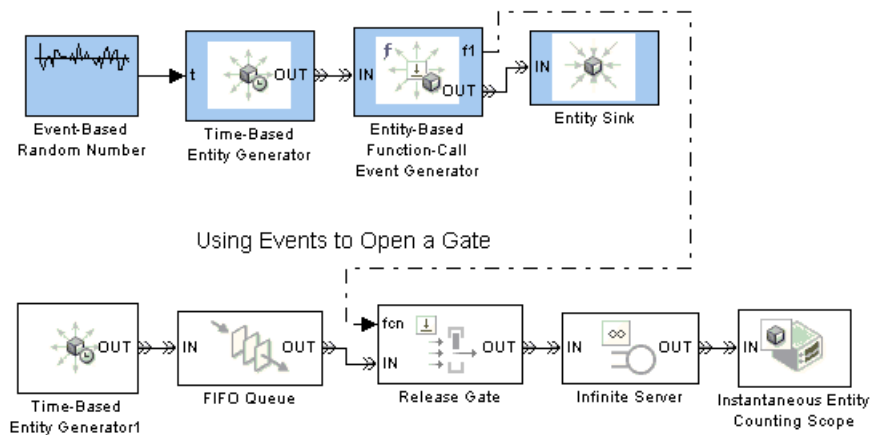 f
f1
t
OUT
IN
OUT
IN
Event-Based
Random Number
Time-Based
Entity Generator
Entity-Based
Function-Call
Event Generator
Entity Sink
Using Events to Open a Gate
fcn
OUT
IN
OUT
IN
OUT
IN
OUT
IN
∞
Time-Based
Entity Generator1
FIFO Queue
Release Gate
Infinite Server
Instantaneous Entity
Counting Scope